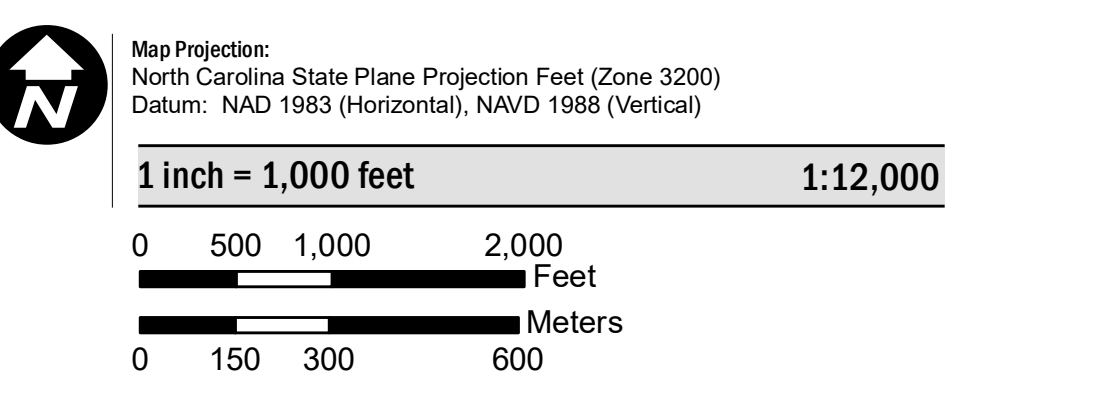 N
Map Projection:
North Carolina State Plane Projection Feet (Zone 3200)
Datum: NAD 1983 (Horizontal), NAVD 1988 (Vertical)
1 inch = 1,000 feet 1:12,000
0 500 1,000 2,000
Feet
Meters
0 150 300 600